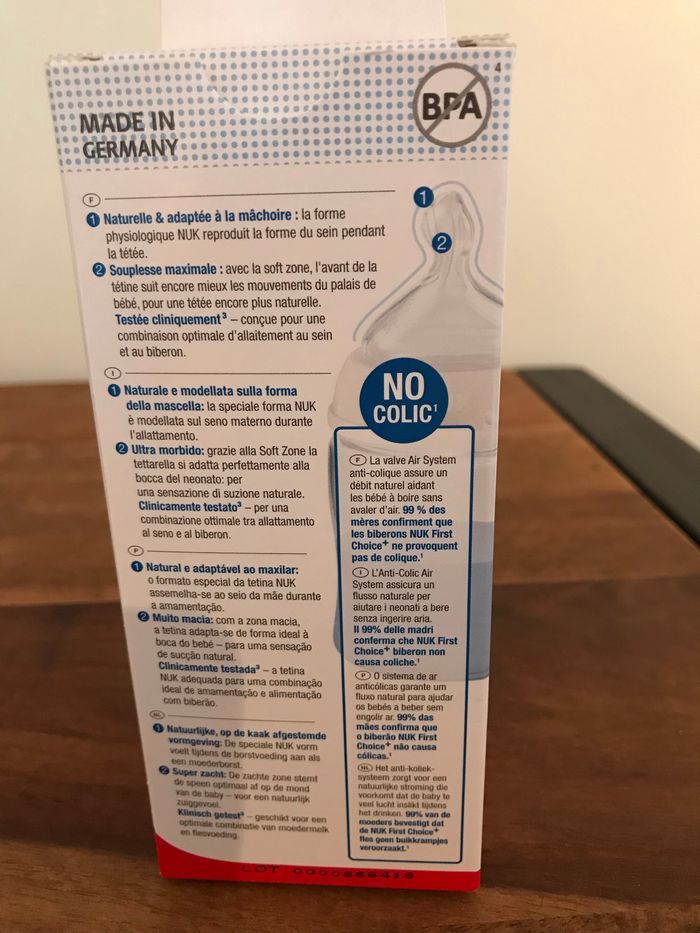 MADE IN
GERMANY
BPA
4
F
1 Naturelle & adaptée à la mâchoire : la forme
physiologique NUK reproduit la forme du sein pendant
la tétée.
2 Souplesse maximale : avec la soft zone, l'avant de la
tétine suit encore mieux les mouvements du palais de
bébé, pour une tétée encore plus naturelle.
Testée cliniquement³ – conçue pour une
combinaison optimale d'allaitement au sein
et au biberon.
I
1 Naturale e modellata sulla forma
della mascella: la speciale forma NUK
è modellata sul seno materno durante
l'allattamento.
2 Ultra morbido: grazie alla Soft Zone la
tettarella si adatta perfettamente alla
bocca del neonato: per
una sensazione di suzione naturale.
Clinicamente testato³ – per una
combinazione ottimale tra allattamento
al seno e al biberon.
P
1 Natural e adaptável ao maxilar:
o formato especial da tetina NUK
assemelha-se ao seio da mãe durante
a amamentação.
2 Muito macia: com a zona macia,
a tetina adapta-se de forma ideal à
boca do bebé – para uma sensação
de sucção natural.
Clinicamente testada³ – a tetina
NUK adequada para uma combinação
ideal de amamentação e alimentação
com biberão.
NL
1 Natuurlijke, op de kaak afgestemde
vormgeving: De speciale NUK vorm
voelt tijdens de borstvoeding aan als
een moederborst.
2 Super zacht: De zachte zone stemt
de speen optimaal af op de mond
van de baby – voor een natuurlijk
zuiggevoel.
Klinisch getest³ – geschikt voor een
optimale combinatie van moedermelk
en flesvoeding.
1
2
NO
COLIC¹
F La valve Air System
anti-colique assure un
débit naturel aidant
les bébé à boire sans
avaler d'air. 99 % des
mères confirment que
les biberons NUK First
Choice⁺ ne provoquent
pas de colique.¹
I L'Anti-Colic Air
System assicura un
flusso naturale per
aiutare i neonati a bere
senza ingerire aria.
Il 99% delle madri
conferma che NUK First
Choice⁺ biberon non
causa coliche.¹
P O sistema de ar
anticólicas garante um
fluxo natural para ajudar
os bebés a beber sem
engolir ar. 99% das
mães confirma que
o biberão NUK First
Choice⁺ não causa
cólicas.¹
NL Het anti-koliek-
systeem zorgt voor een
natuurlijke stroming die
voorkomt dat de baby te
veel lucht inslikt tijdens
het drinken. 99% van de
moeders bevestigt dat
de NUK First Choice⁺
fles geen buikkrampjes
veroorzaakt.¹
LOT 0000666418